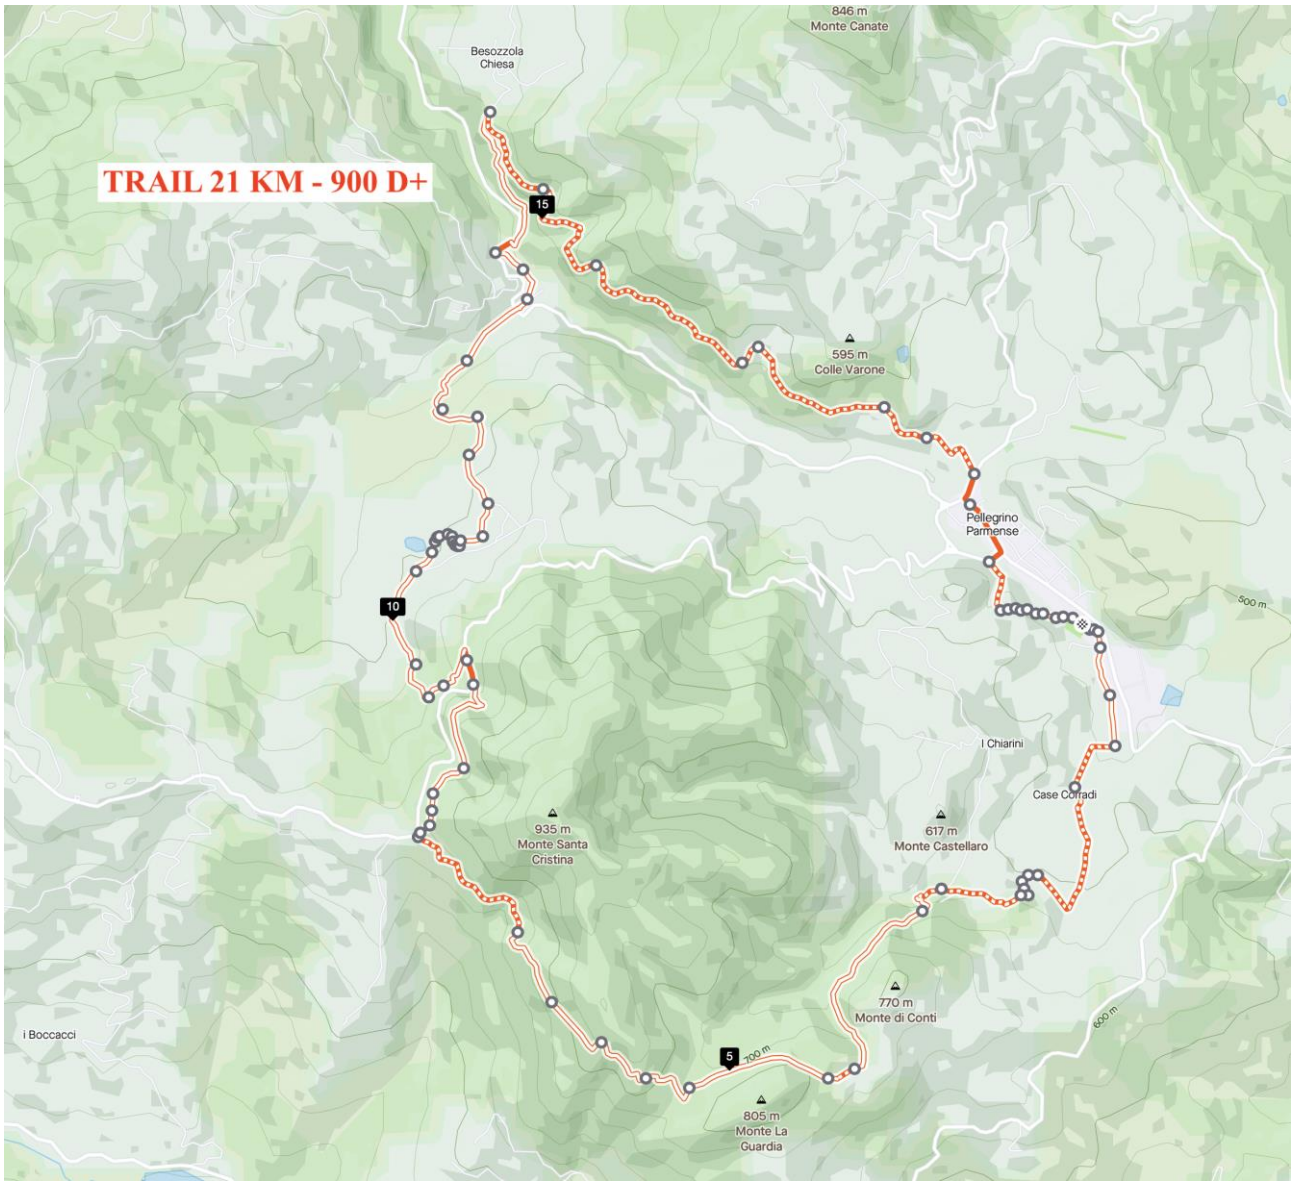 846 m
Monte Canate
Besozzola
Chiesa
TRAIL 21 KM - 900 D+
15
595 m
Colle Varone
Pellegrino
Parmense
10
500 m
I Chiarini
Case Corradi
935 m
Monte Santa
Cristina
617 m
Monte Castellaro
770 m
Monte di Conti
600 m
i Boccacci
5
700 m
805 m
Monte La
Guardia